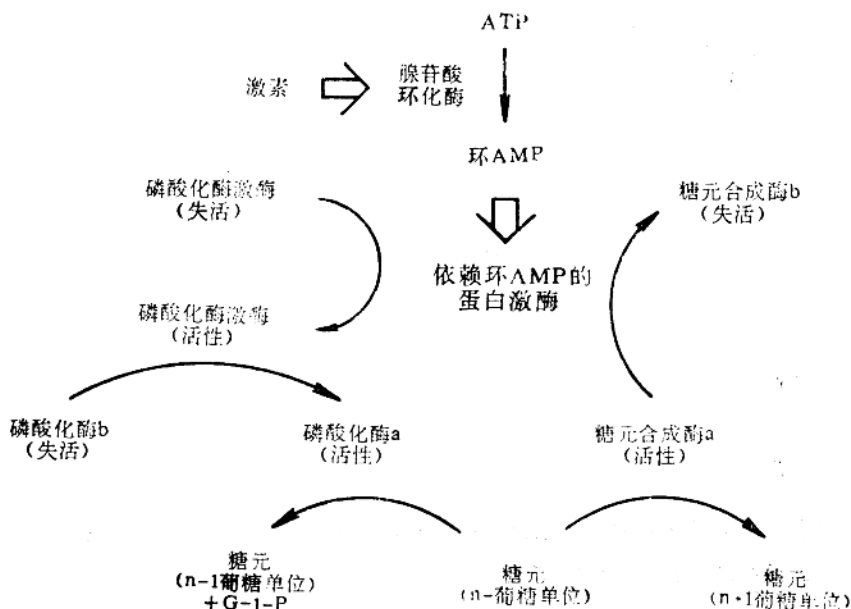 ATP
激素
腺苷酸
环化酶
环AMP
磷酸化酶激酶
(失活)
糖元合成酶b
(失活)
依赖环AMP的
蛋白激酶
磷酸化酶激酶
(活性)
磷酸化酶b
(失活)
磷酸化酶a
(活性)
糖元合成酶a
(活性)
糖元
(n-1葡糖单位)
+G-1-P
糖元
(n-葡糖单位)
糖元
(n+1葡糖单位)